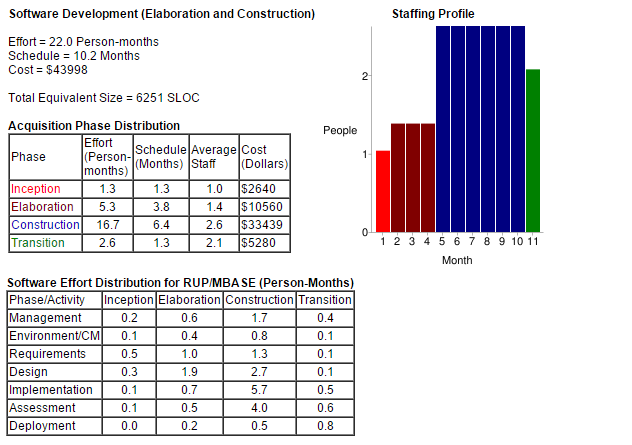 Software Development (Elaboration and Construction)
Effort = 22.0 Person-months
Schedule = 10.2 Months
Cost = $43998
Total Equivalent Size = 6251 SLOC
Acquisition Phase Distribution
Phase Effort (Person-months) Schedule (Months) Average Staff Cost (Dollars)
Inception 1.3 1.3 1.0 $2640
Elaboration 5.3 3.8 1.4 $10560
Construction 16.7 6.4 2.6 $33439
Transition 2.6 1.3 2.1 $5280
Staffing Profile
2
People
1
0
1 2 3 4 5 6 7 8 9 10 11
Month
Software Effort Distribution for RUP/MBASE (Person-Months)
Phase/Activity Inception Elaboration Construction Transition
Management 0.2 0.6 1.7 0.4
Environment/CM 0.1 0.4 0.8 0.1
Requirements 0.5 1.0 1.3 0.1
Design 0.3 1.9 2.7 0.1
Implementation 0.1 0.7 5.7 0.5
Assessment 0.1 0.5 4.0 0.6
Deployment 0.0 0.2 0.5 0.8